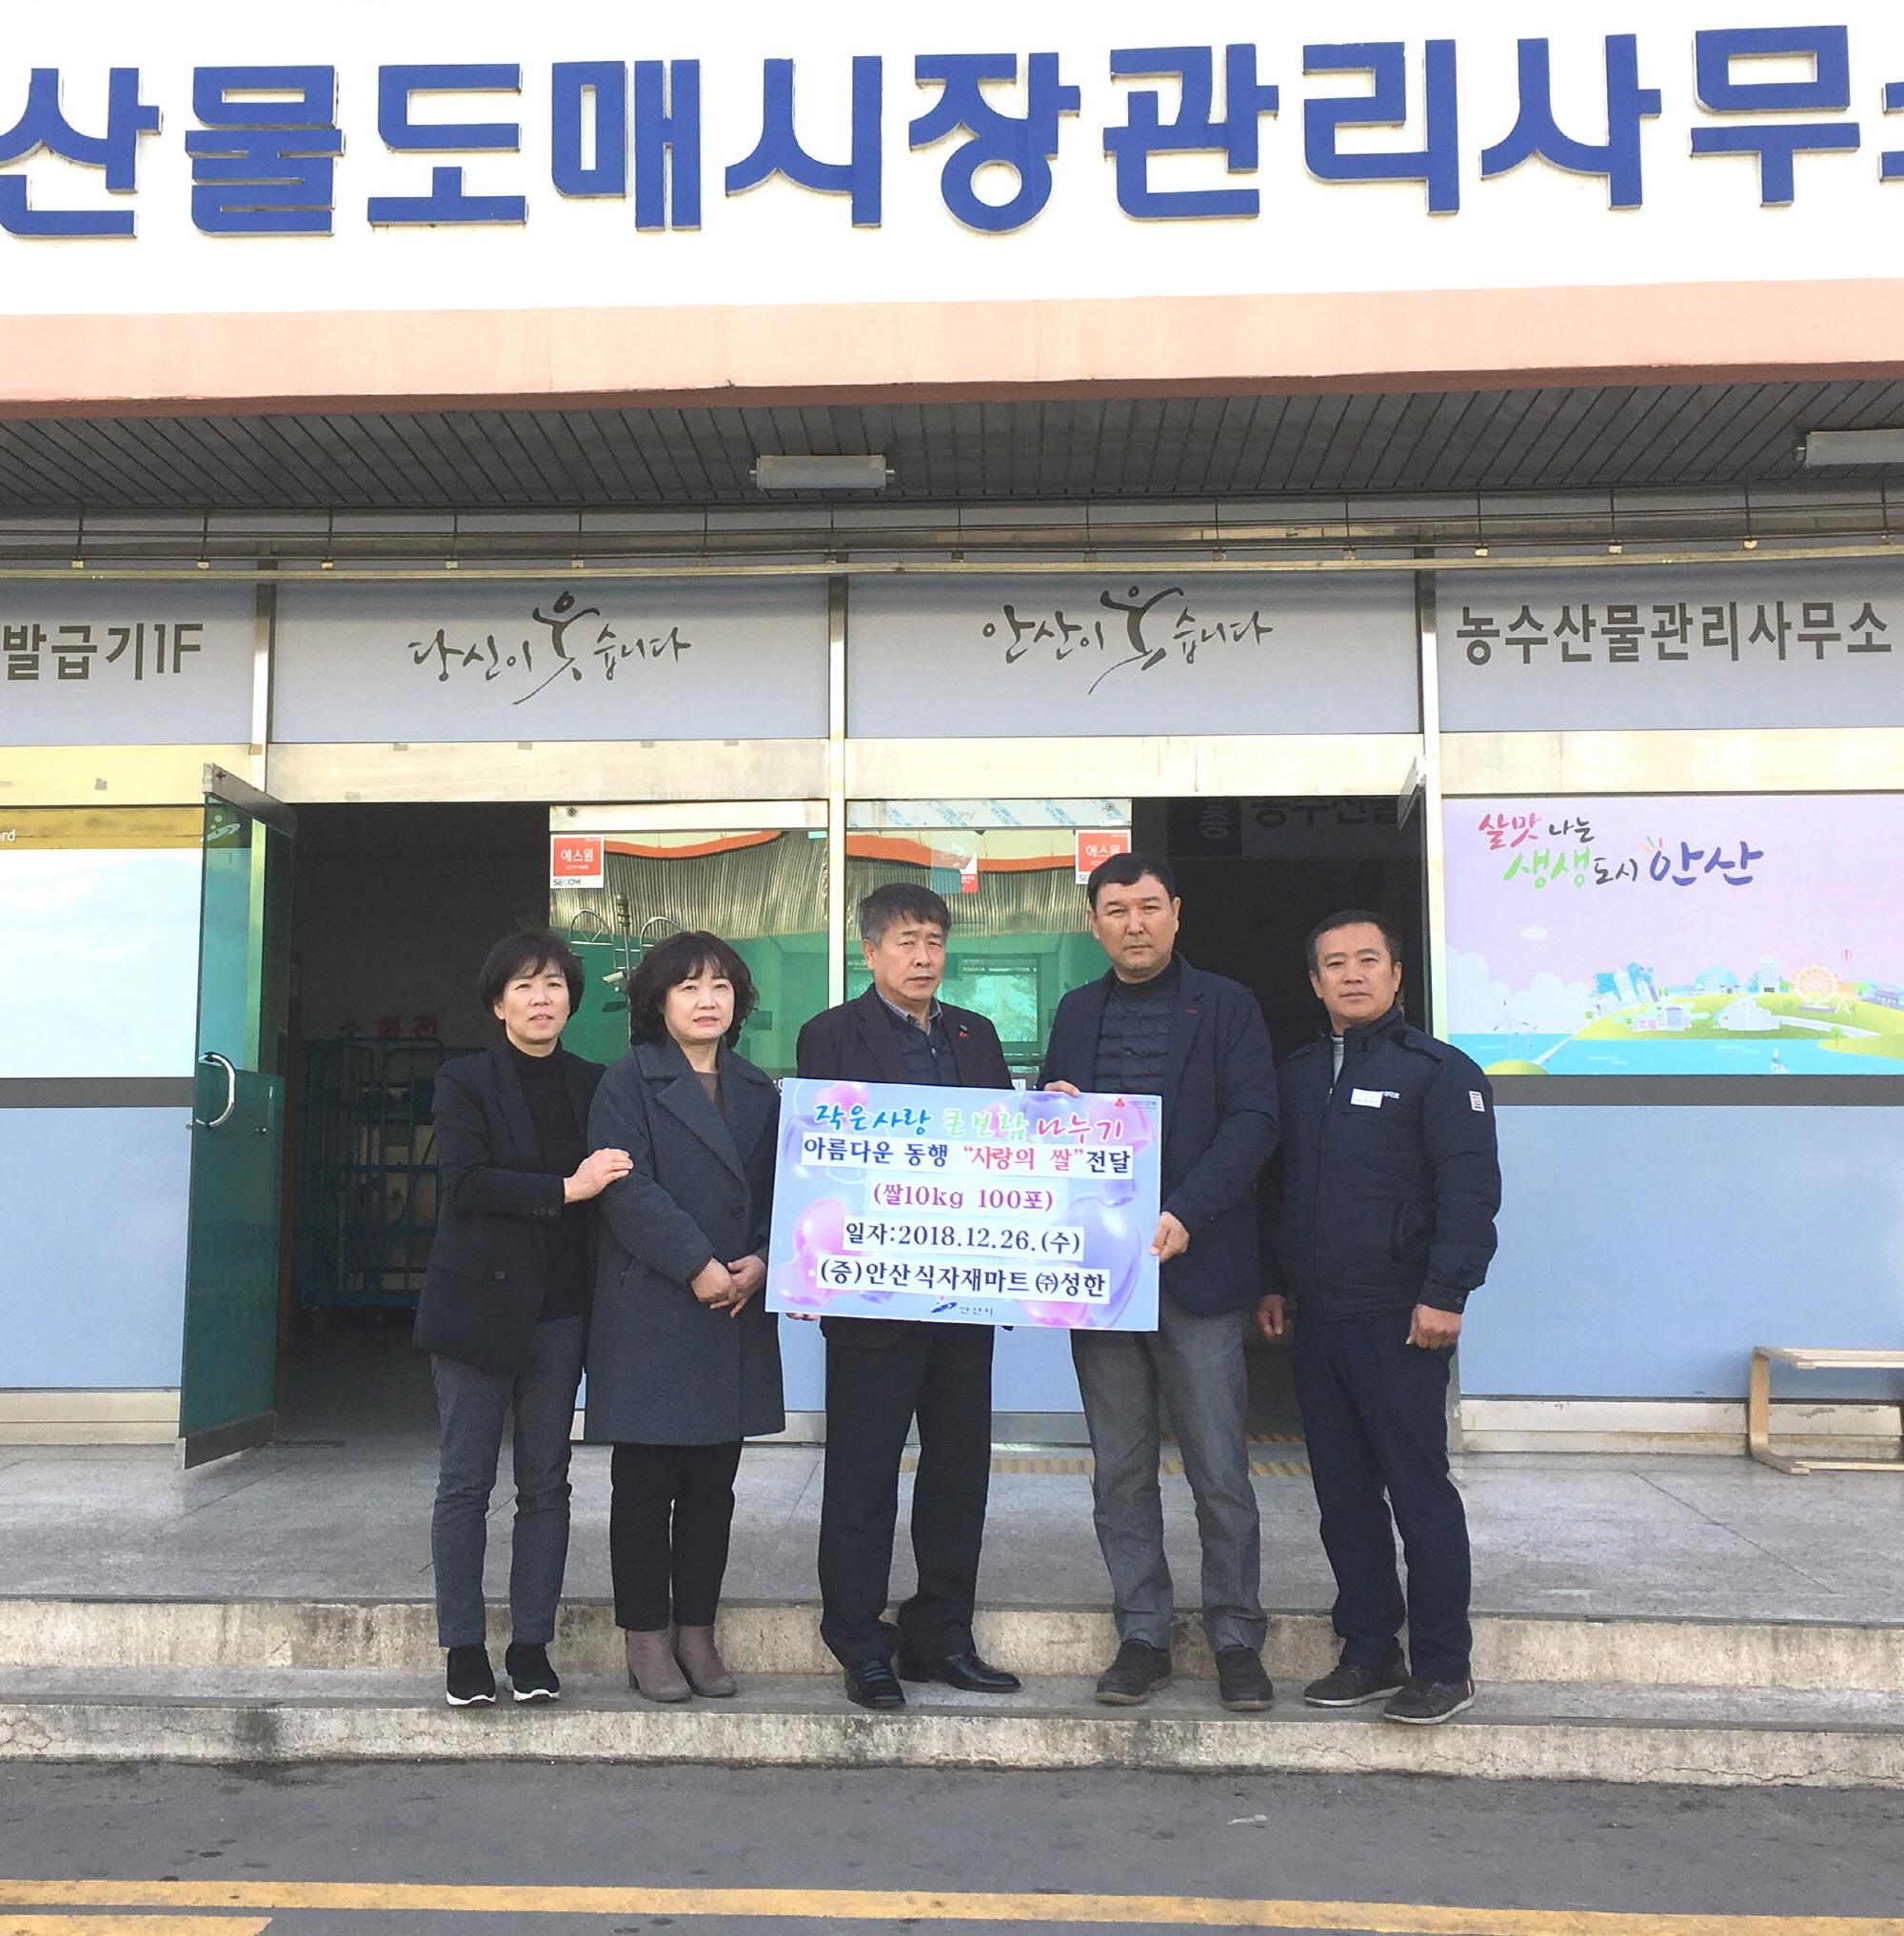 산물도매시장관리사무
발급기1F
당신이 웃습니다
안산이 웃습니다
농수산물관리사무소
살맛 나는
생생도시 안산
에스원
SECOM
에스원
SECOM
작은사랑 큰보람 나누기
아름다운 동행 “사랑의 쌀”전달
(쌀10kg 100포)
일자:2018.12.26.(수)
(증)안산식자재마트㈜성한
안산시